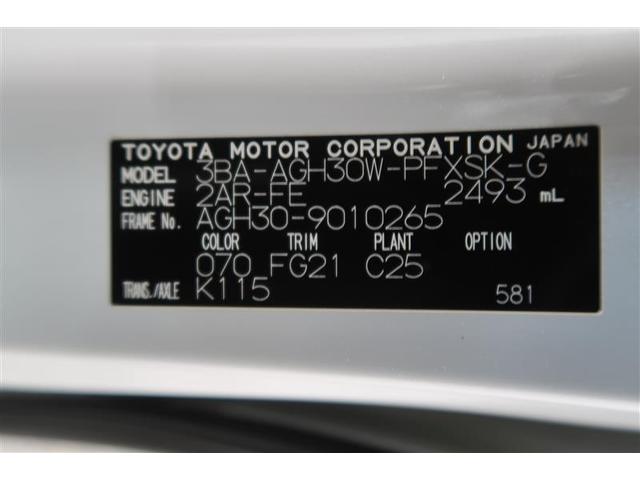 TOYOTA MOTOR CORPORATION JAPAN
MODEL 3BA-AGH30W-PFXSK-G
ENGINE 2AR-FE 2493 mL
FRAME No. AGH30-9010265
COLOR TRIM PLANT OPTION
070 FG21 C25
TRANS./AXLE K115
581